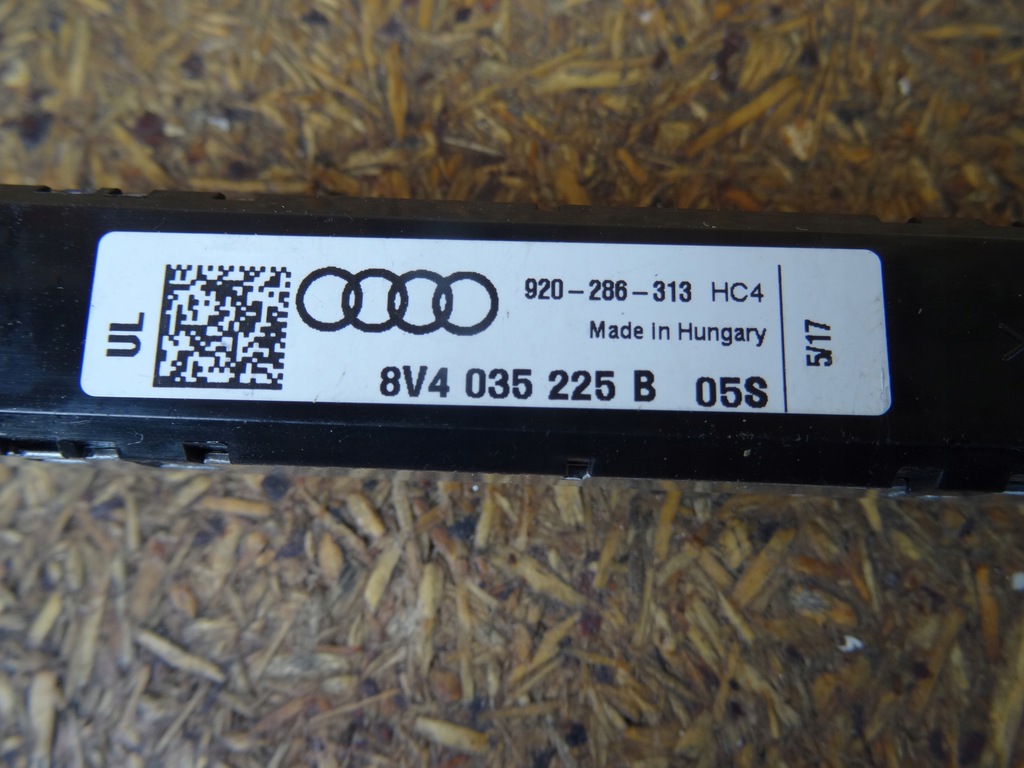 UL
920-286-313 HC4
Made in Hungary
8V4 035 225 B 05S
5/17